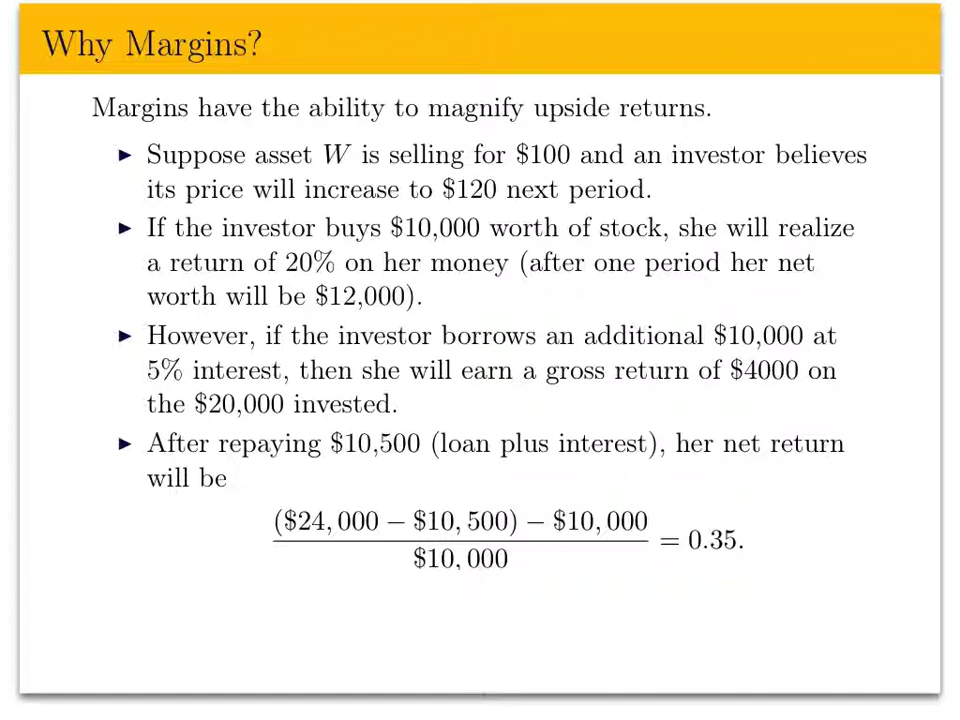 Why Margins?
Margins have the ability to magnify upside returns.
▶ Suppose asset W is selling for $100 and an investor believes
its price will increase to $120 next period.
▶ If the investor buys $10,000 worth of stock, she will realize
a return of 20% on her money (after one period her net
worth will be $12,000).
▶ However, if the investor borrows an additional $10,000 at
5% interest, then she will earn a gross return of $4000 on
the $20,000 invested.
▶ After repaying $10,500 (loan plus interest), her net return
will be
($24, 000 − $10, 500) − $10, 000
= 0.35.
$10, 000